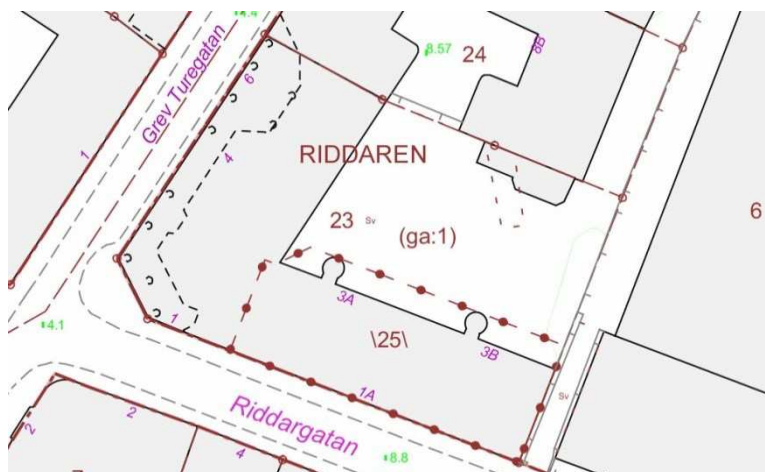 4.4
Grev Turegatan
6
8.57
24
8B
1
4
RIDDAREN
23 Sv
(ga:1)
6
3A
1
4.1
\25\
3B
1A
Sv
Riddargatan
2
2
4
8.8